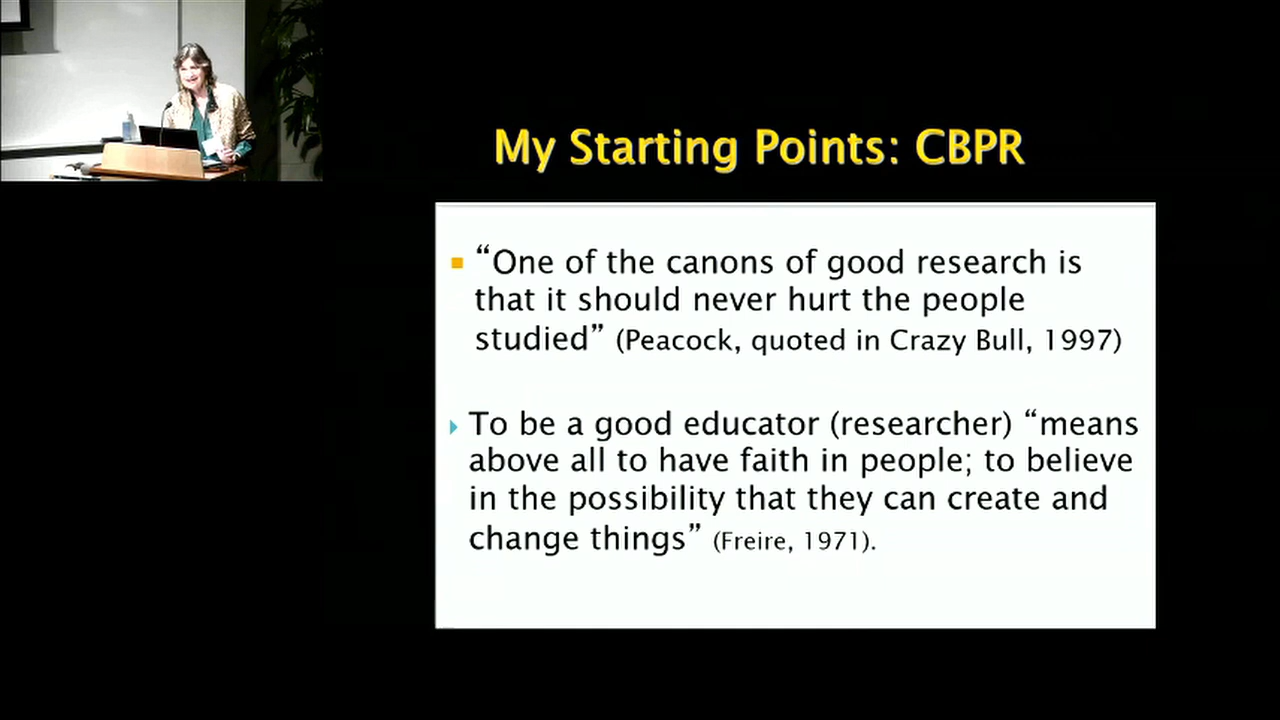 My Starting Points: CBPR
“One of the canons of good research is
that it should never hurt the people
studied” (Peacock, quoted in Crazy Bull, 1997)
To be a good educator (researcher) “means
above all to have faith in people; to believe
in the possibility that they can create and
change things” (Freire, 1971).